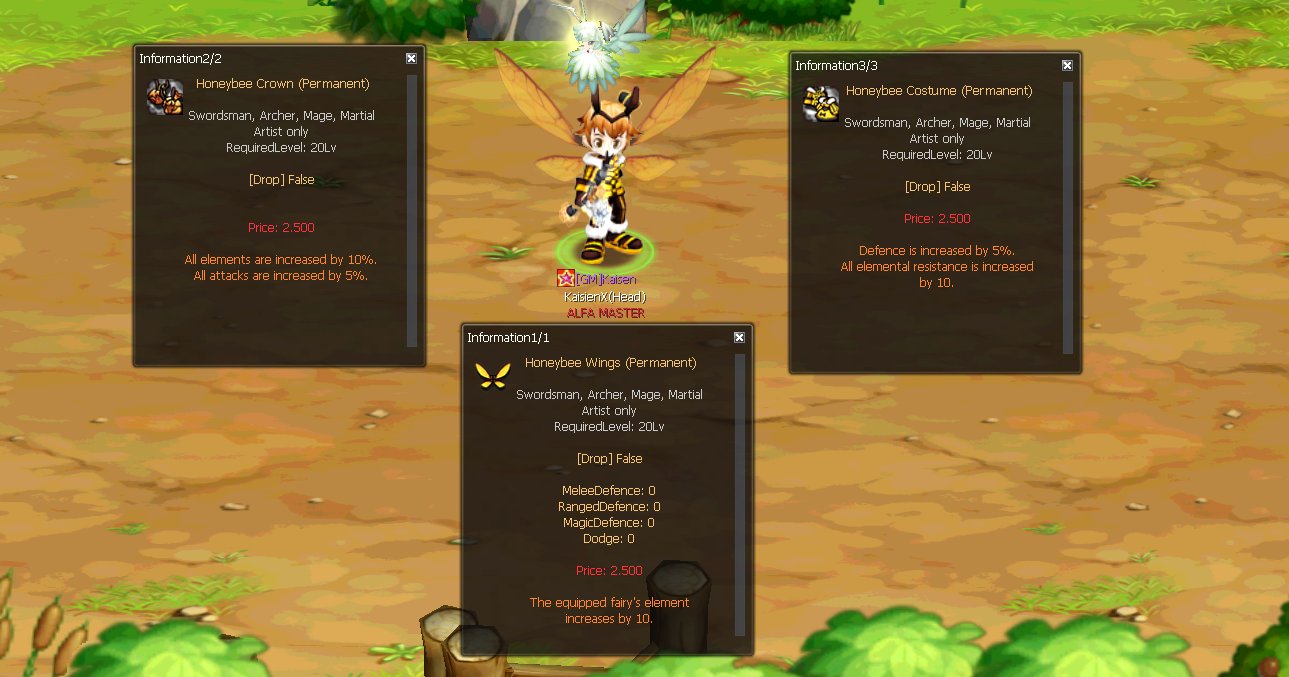 Information2/2
Honeybee Crown (Permanent)
Swordsman, Archer, Mage, Martial
Artist only
RequiredLevel: 20Lv
[Drop] False
Price: 2.500
All elements are increased by 10%.
All attacks are increased by 5%.
Information3/3
Honeybee Costume (Permanent)
Swordsman, Archer, Mage, Martial
Artist only
RequiredLevel: 20Lv
[Drop] False
Price: 2.500
Defence is increased by 5%.
All elemental resistance is increased
by 10.
[GM]Kaisen
KaisienX(Head)
ALFA MASTER
Information1/1
Honeybee Wings (Permanent)
Swordsman, Archer, Mage, Martial
Artist only
RequiredLevel: 20Lv
[Drop] False
MeleeDefence: 0
RangedDefence: 0
MagicDefence: 0
Dodge: 0
Price: 2.500
The equipped fairy's element
increases by 10.